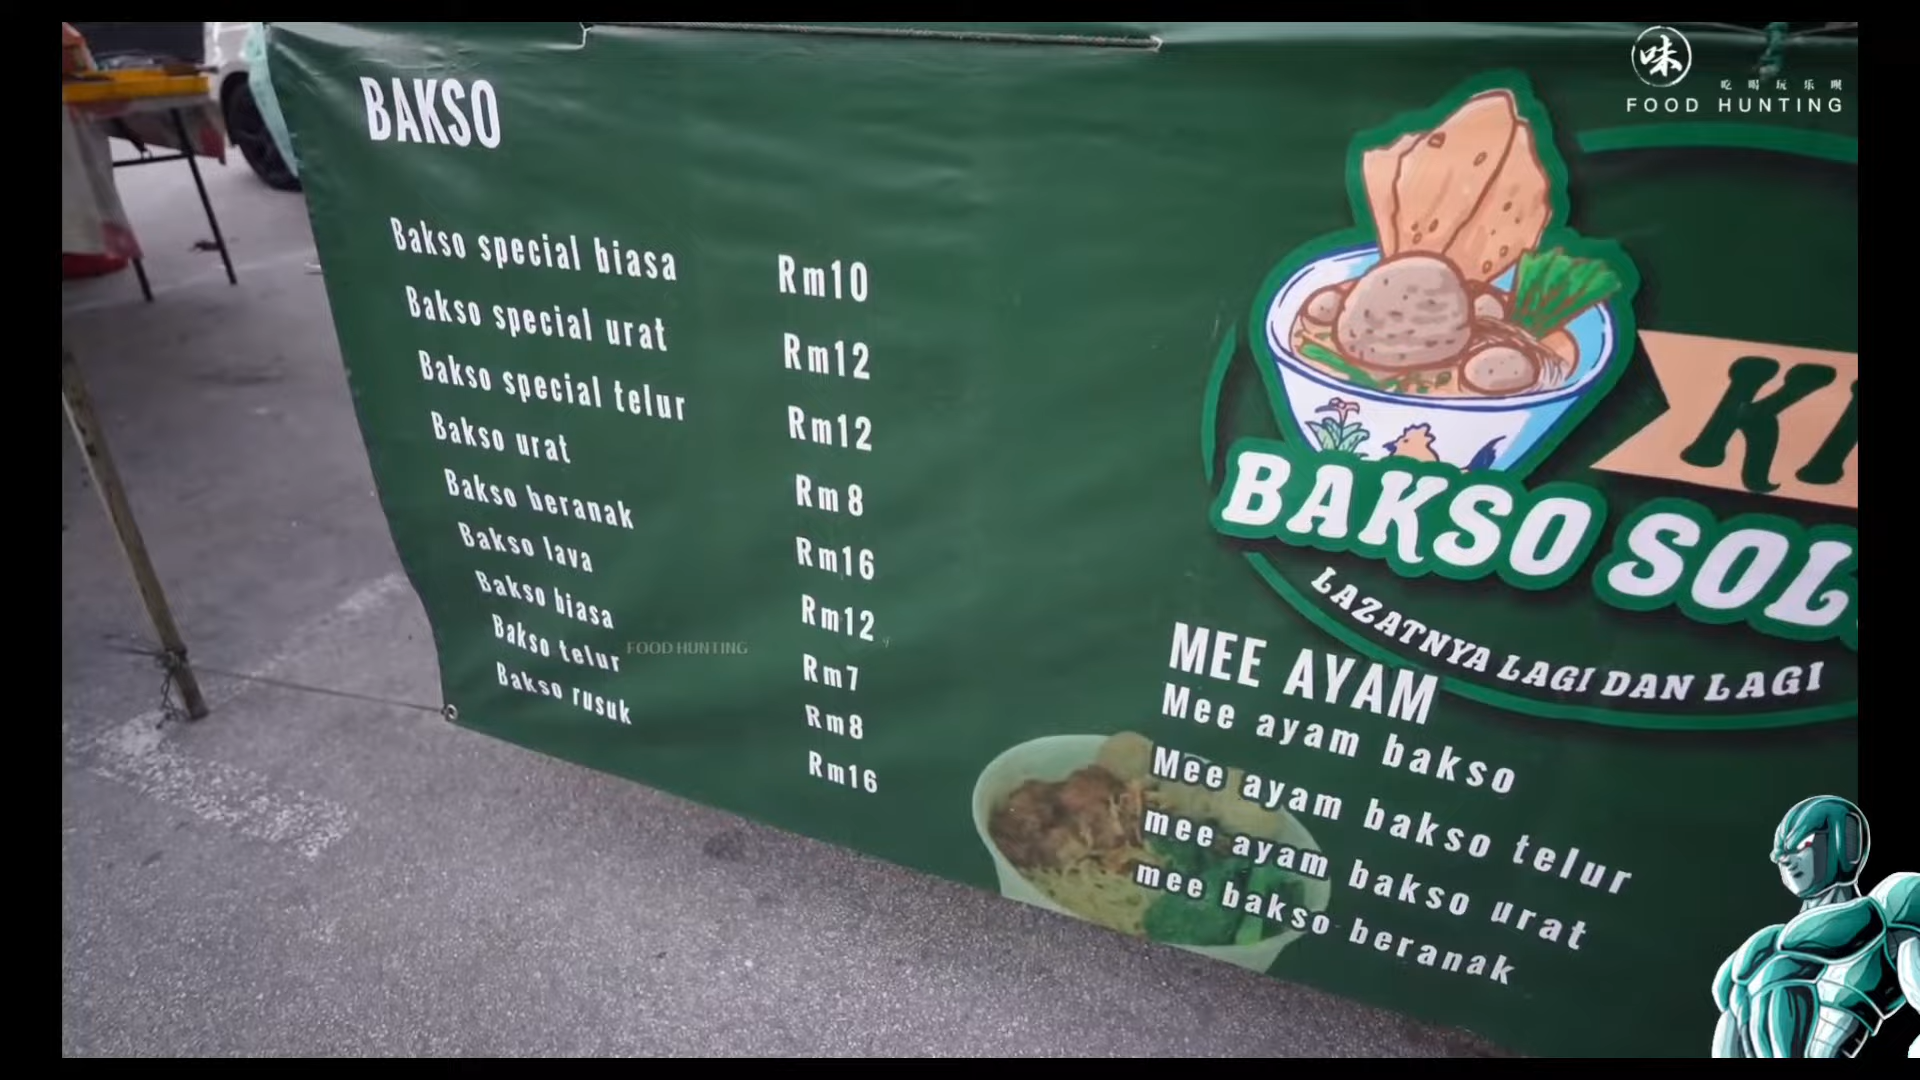 味
吃喝玩乐
FOOD HUNTING
BAKSO
Bakso special biasa Rm10
Bakso special urat Rm12
Bakso special telur Rm12
Bakso urat Rm8
Bakso beranak Rm16
Bakso lava Rm12
Bakso biasa Rm7
Bakso telur Rm8
Bakso rusuk Rm16
FOOD HUNTING
BAKSO
LAZATNYA LAGI DAN LAGI
MEE AYAM
Mee ayam bakso
Mee ayam bakso telur
mee ayam bakso urat
mee bakso beranak